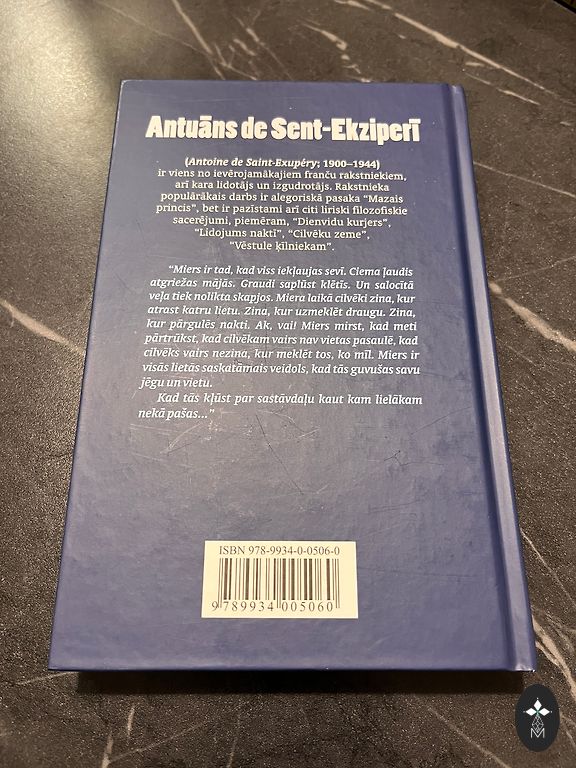 Antuāns de Sent-Ekziperī
(Antoine de Saint-Exupéry; 1900–1944)
ir viens no ievērojamākajiem franču rakstniekiem,
arī kara lidotājs un izgudrotājs. Rakstnieka
populārākais darbs ir alegoriskā pasaka “Mazais
princis”, bet ir pazīstami arī citi liriski filozofiskie
sacerējumi, piemēram, “Dienvidu kurjers”,
“Lidojums naktī”, “Cilvēku zeme”,
“Vēstule ķīlniekam”.
“Miers ir tad, kad viss iekļaujas sevī. Ciema ļaudis
atgriežas mājās. Graudi saplūst klētīs. Un salocītā
veļa tiek nolikta skapjos. Miera laikā cilvēki zina, kur
atrast katru lietu. Zina, kur uzmeklēt draugu. Zina,
kur pārgulēs nakti. Ak, vai! Miers mirst, kad meti
pārtrūkst, kad cilvēkam vairs nav vietas pasaulē, kad
cilvēks vairs nezina, kur meklēt tos, ko mīl. Miers ir
visās lietās saskatāmais veidols, kad tās guvušas savu
jēgu un vietu.
Kad tās kļūst par sastāvdaļu kaut kam lielākam
nekā pašas...”
ISBN 978-9934-0-0506-0
9 789934 005060
M